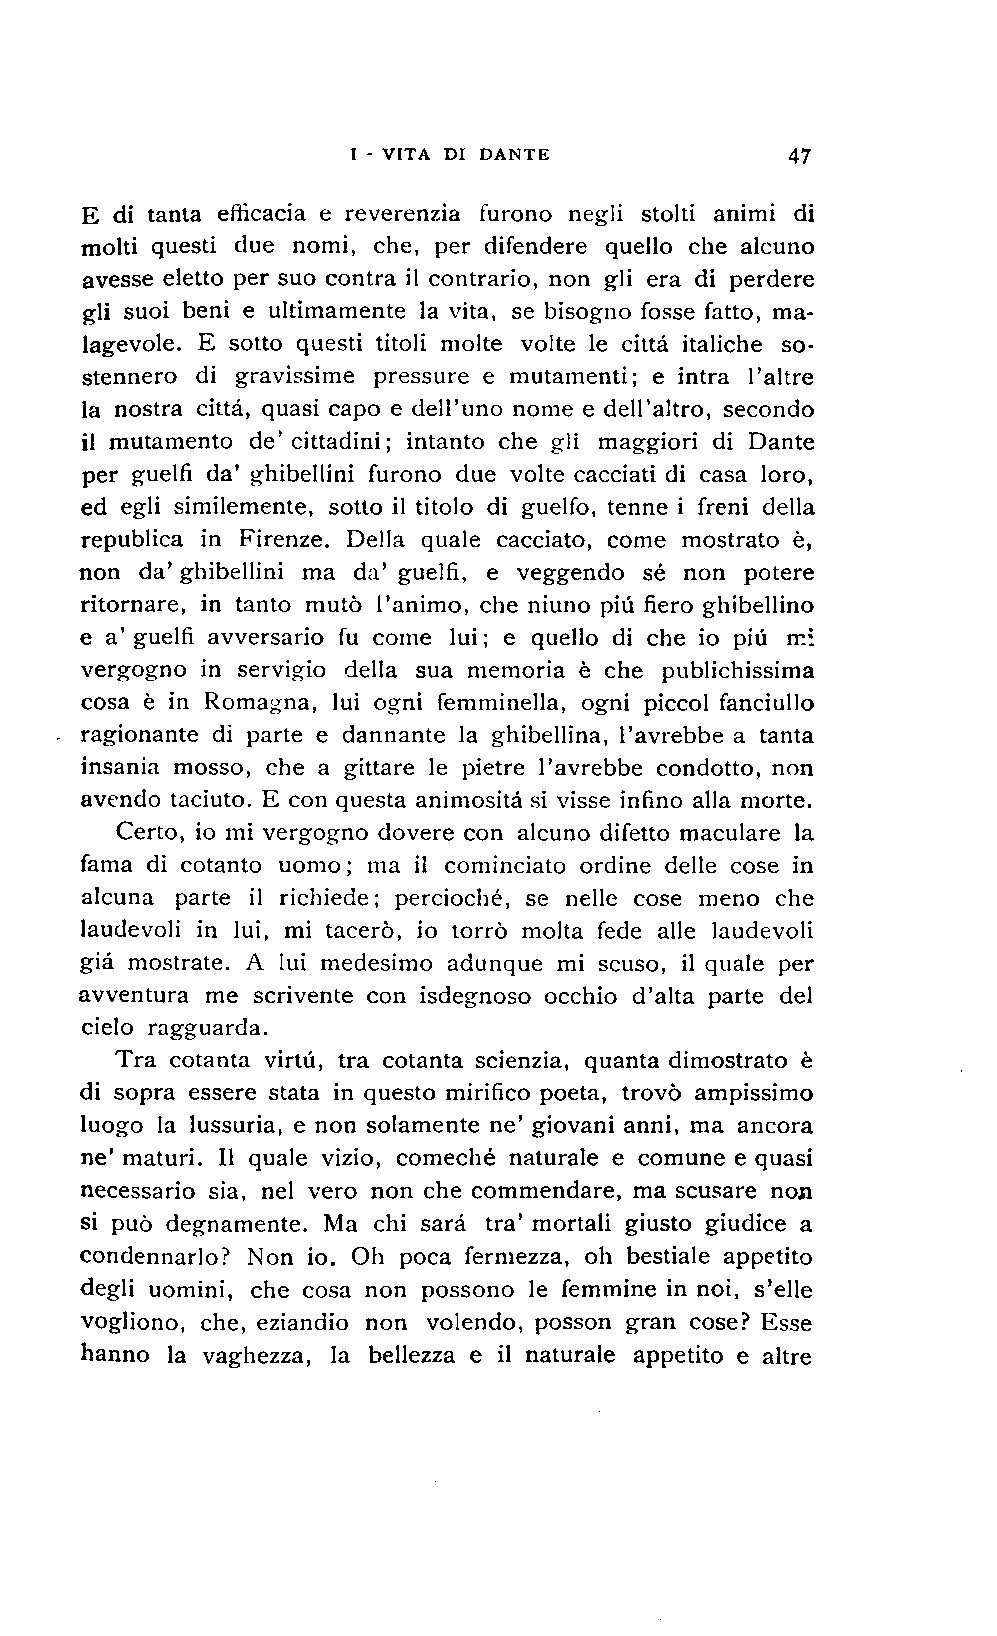 I - VITA DI DANTE 47
E di tanta efficacia e reverenzia furono negli stolti animi di
molti questi due nomi, che, per difendere quello che alcuno
avesse eletto per suo contra il contrario, non gli era di perdere
gli suoi beni e ultimamente la vita, se bisogno fosse fatto, ma-
lagevole. E sotto questi titoli molte volte le cittá italiche so-
stennero di gravissime pressure e mutamenti; e intra l'altre
la nostra cittá, quasi capo e dell'uno nome e dell'altro, secondo
il mutamento de' cittadini; intanto che gli maggiori di Dante
per guelfi da' ghibellini furono due volte cacciati di casa loro,
ed egli similemente, sotto il titolo di guelfo, tenne i freni della
republica in Firenze. Della quale cacciato, come mostrato è,
non da' ghibellini ma da' guelfi, e veggendo sé non potere
ritornare, in tanto mutò l'animo, che niuno piú fiero ghibellino
e a' guelfi avversario fu come lui; e quello di che io piú mi
vergogno in servigio della sua memoria è che publichissima
cosa è in Romagna, lui ogni femminella, ogni piccol fanciullo
ragionante di parte e dannante la ghibellina, l'avrebbe a tanta
insania mosso, che a gittare le pietre l'avrebbe condotto, non
avendo taciuto. E con questa animositá si visse infino alla morte.
Certo, io mi vergogno dovere con alcuno difetto maculare la
fama di cotanto uomo; ma il cominciato ordine delle cose in
alcuna parte il richiede; percioché, se nelle cose meno che
laudevoli in lui, mi tacerò, io torrò molta fede alle laudevoli
giá mostrate. A lui medesimo adunque mi scuso, il quale per
avventura me scrivente con isdegnoso occhio d'alta parte del
cielo ragguarda.
Tra cotanta virtú, tra cotanta scienzia, quanta dimostrato è
di sopra essere stata in questo mirifico poeta, trovò ampissimo
luogo la lussuria, e non solamente ne' giovani anni, ma ancora
ne' maturi. Il quale vizio, comeché naturale e comune e quasi
necessario sia, nel vero non che commendare, ma scusare non
si può degnamente. Ma chi sará tra' mortali giusto giudice a
condennarlo? Non io. Oh poca fermezza, oh bestiale appetito
degli uomini, che cosa non possono le femmine in noi, s'elle
vogliono, che, eziandio non volendo, posson gran cose? Esse
hanno la vaghezza, la bellezza e il naturale appetito e altre